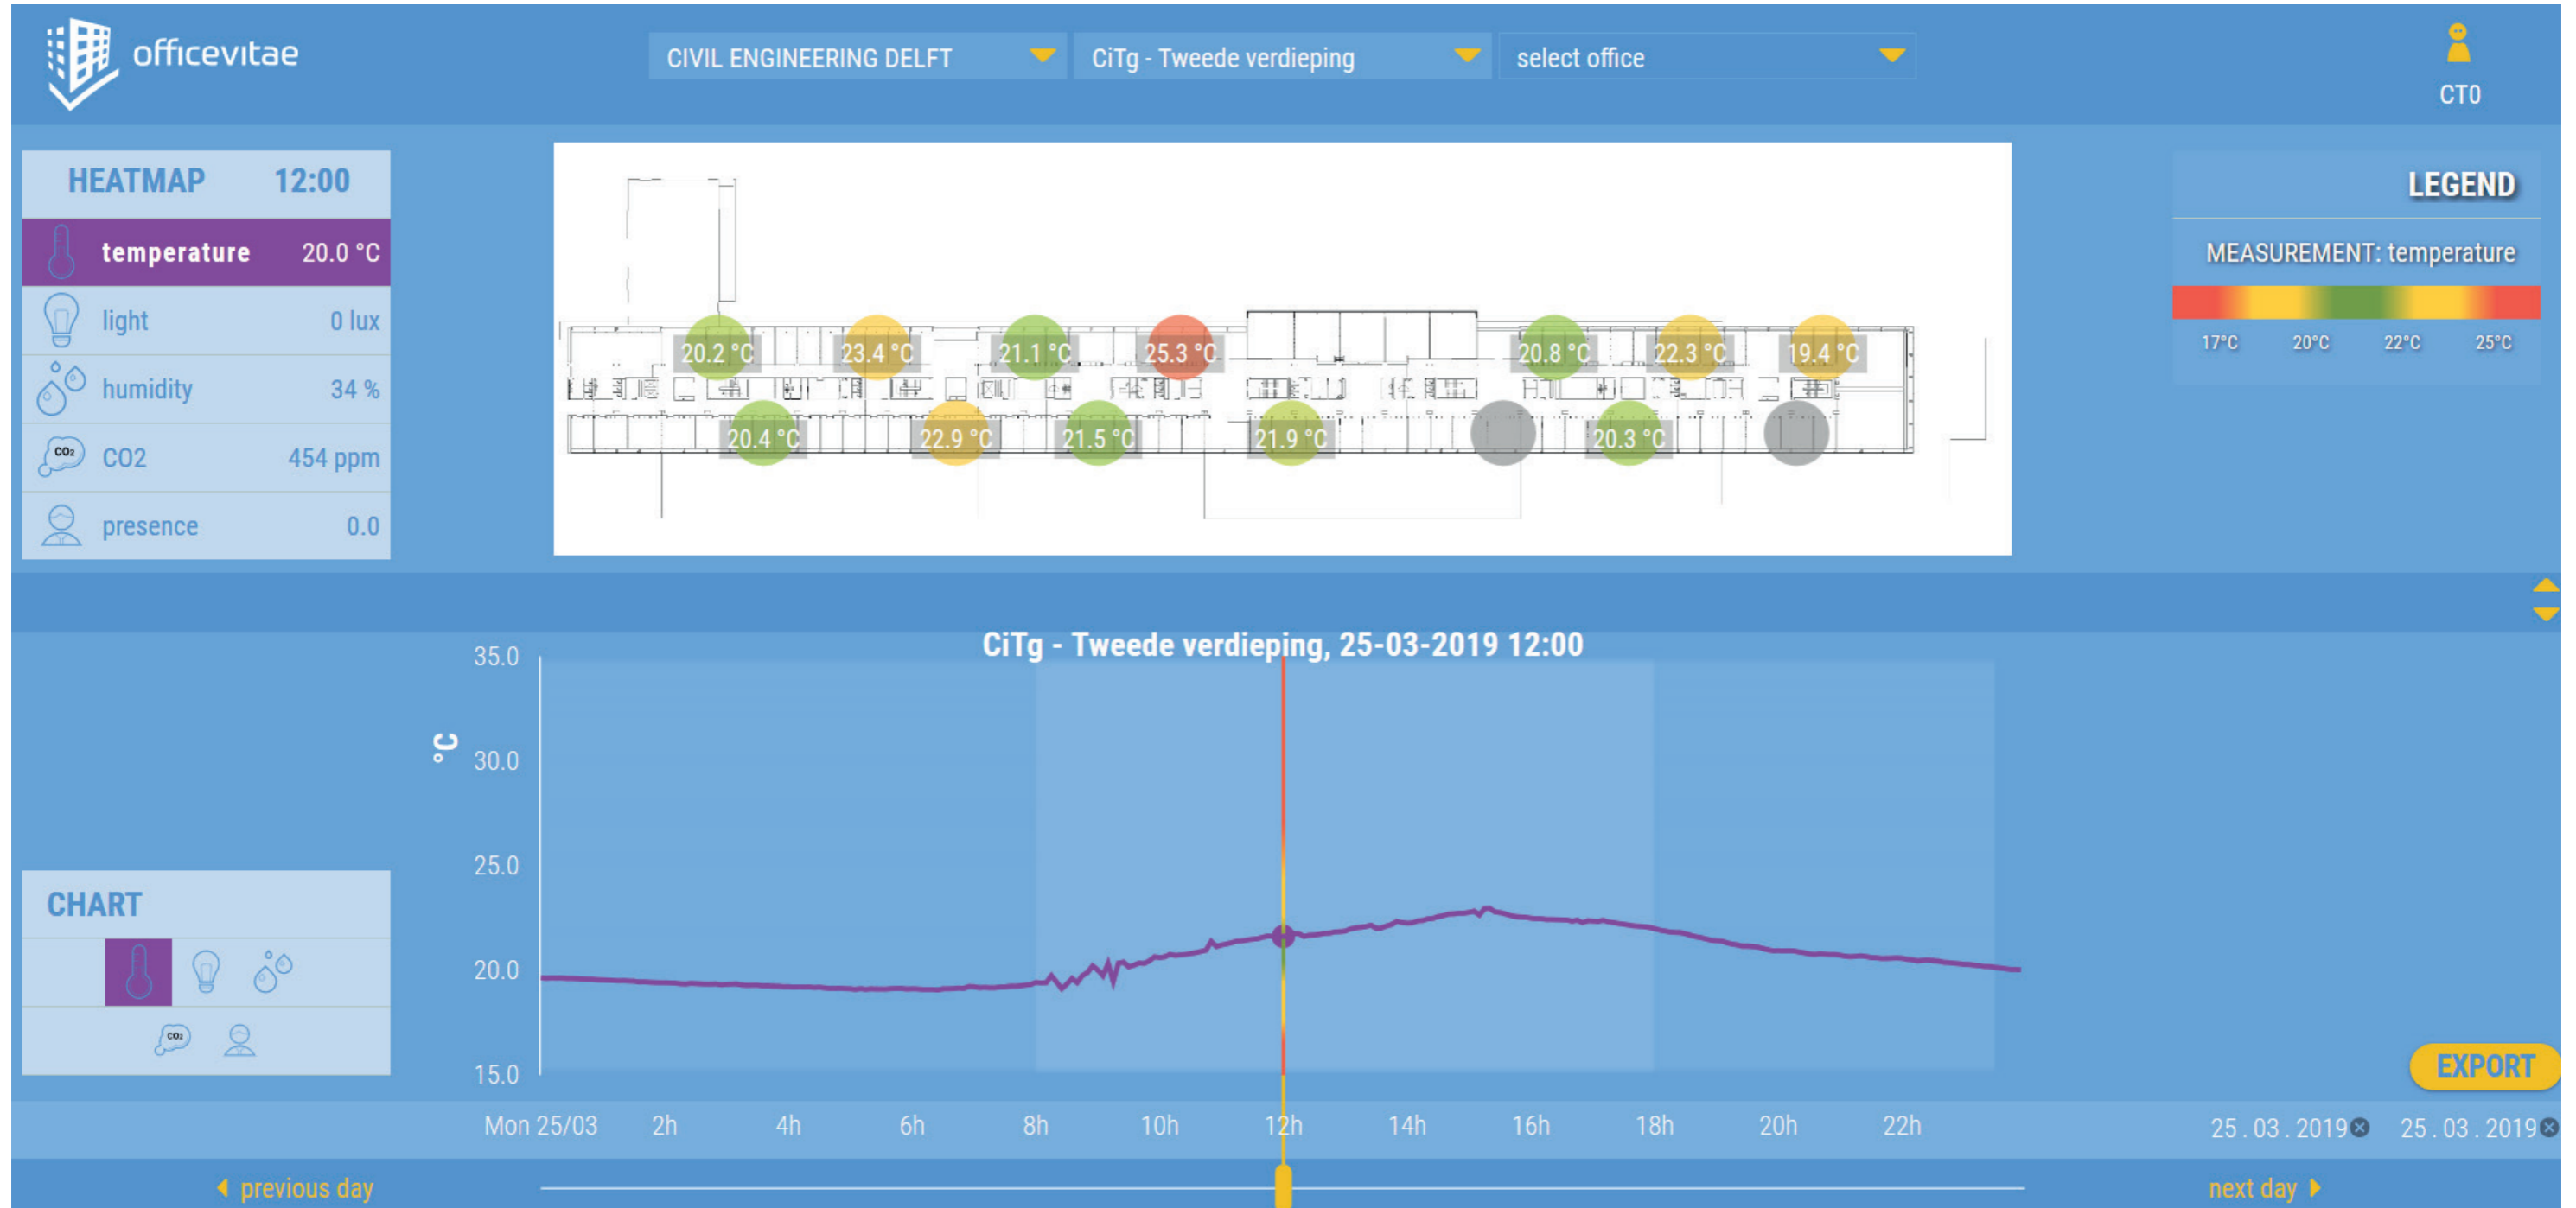 officevitae
CIVIL ENGINEERING DELFT
CiTg - Tweede verdieping
select office
CT0
HEATMAP 12:00
temperature 20.0 °C
light 0 lux
humidity 34 %
CO2 CO2 454 ppm
presence 0.0
20.2 °C 23.4 °C 21.1 °C 25.3 °C 20.8 °C 22.3 °C 19.4 °C
20.4 °C 22.9 °C 21.5 °C 21.9 °C 20.3 °C
LEGEND
MEASUREMENT: temperature
17°C 20°C 22°C 25°C
CiTg - Tweede verdieping, 25-03-2019 12:00
°C
35.0
30.0
25.0
20.0
15.0
CHART
CO2
Mon 25/03 2h 4h 6h 8h 10h 12h 14h 16h 18h 20h 22h
EXPORT
25.03.2019 25.03.2019
previous day
next day